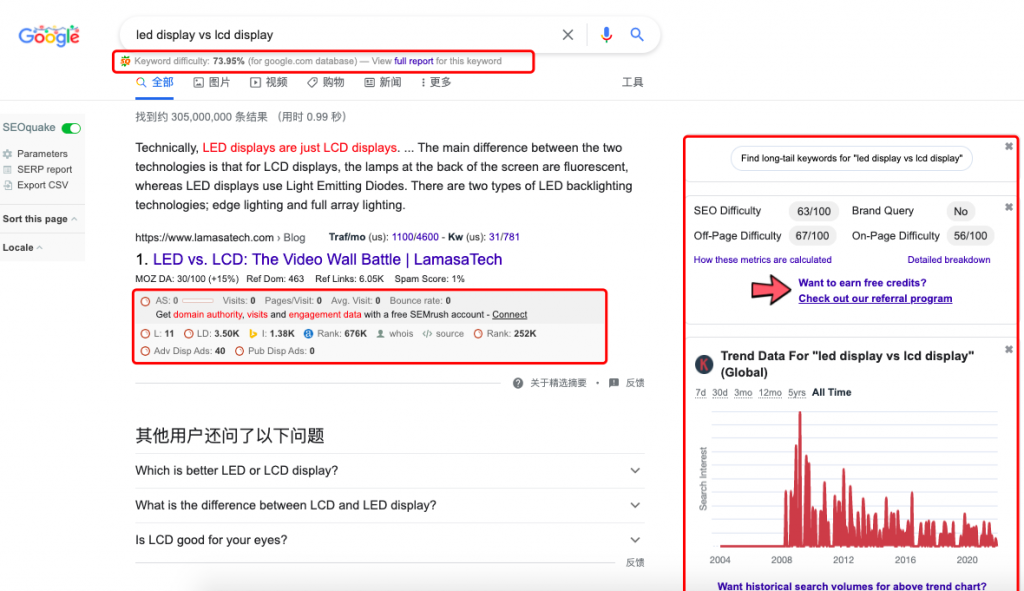 Google
led display vs lcd display
Keyword difficulty: 73.95% (for google.com database) — View full report for this keyword
全部 图片 视频 购物 新闻 更多 工具
SEOquake
Parameters
SERP report
Export CSV
Sort this page
Locale
找到约 305,000,000 条结果 （用时 0.99 秒）
Technically, LED displays are just LCD displays. ... The main difference between the two
technologies is that for LCD displays, the lamps at the back of the screen are fluorescent,
whereas LED displays use Light Emitting Diodes. There are two types of LED backlighting
technologies; edge lighting and full array lighting.
https://www.lamasatech.com › Blog Traf/mo (us): 1100/4600 - Kw (us): 31/781
1. LED vs. LCD: The Video Wall Battle | LamasaTech
MOZ DA: 30/100 (+15%) Ref Dom: 463 Ref Links: 6.05K Spam Score: 1%
AS: 0 Visits: 0 Pages/Visit: 0 Avg. Visit: 0 Bounce rate: 0
Get domain authority, visits and engagement data with a free SEMrush account - Connect
L: 11 LD: 3.50K I: 1.38K Rank: 676K whois source Rank: 252K
Adv Disp Ads: 40 Pub Disp Ads: 0
关于精选摘要 • 反馈
其他用户还问了以下问题
Which is better LED or LCD display?
What is the difference between LCD and LED display?
Is LCD good for your eyes?
反馈
Find long-tail keywords for "led display vs lcd display"
SEO Difficulty 63/100 Brand Query No
Off-Page Difficulty 67/100 On-Page Difficulty 56/100
How these metrics are calculated Detailed breakdown
Want to earn free credits?
Check out our referral program
K
Trend Data For "led display vs lcd display"
(Global)
7d 30d 3mo 12mo 5yrs All Time
Search Interest
2004 2008 2012 2016 2020
Want historical search volumes for above trend chart?